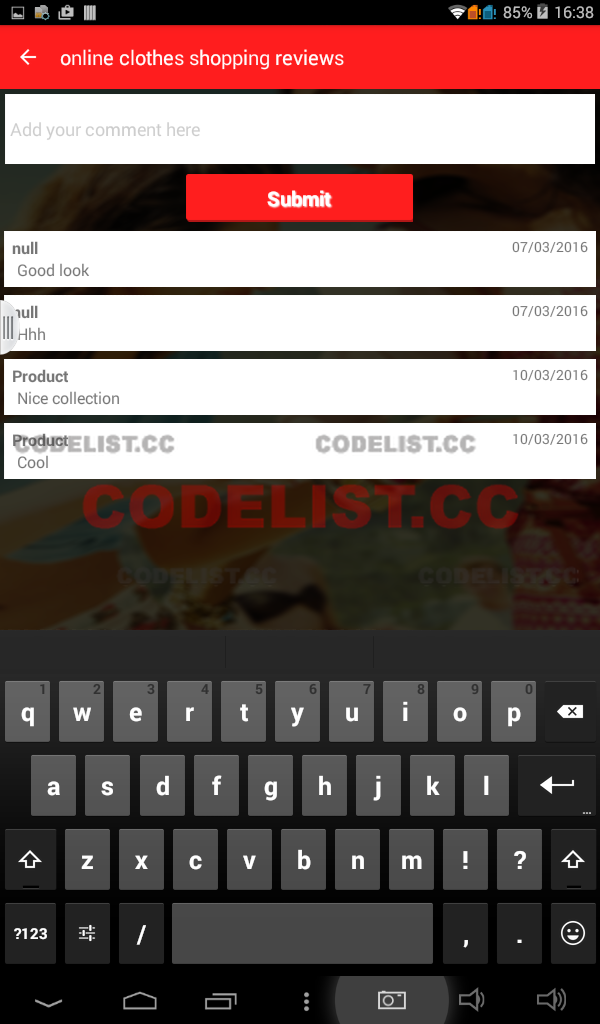 85% 16:38
online clothes shopping reviews
Add your comment here
Submit
null 07/03/2016
Good look
null 07/03/2016
Hhh
Product 10/03/2016
Nice collection
Product 10/03/2016
CODELIST.CC CODELIST.CC
Cool
CODELIST.CC
CODELIST.CC CODELIST.CC
1 2 3 4 5 6 7 8 9 0
q w e r t y u i o p
a s d f g h j k l
...
z x c v b n m ! ?
?123 / , .